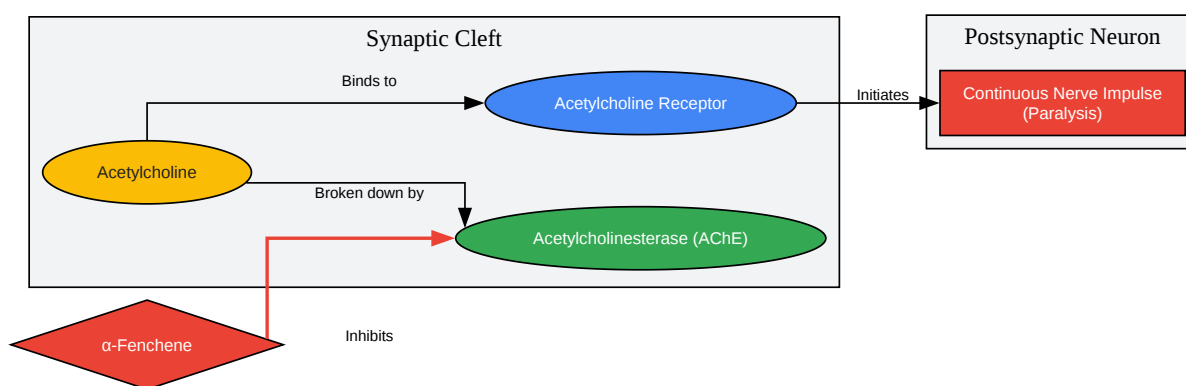 Synaptic Cleft
Postsynaptic Neuron
Binds to
Acetylcholine Receptor
Initiates
Continuous Nerve Impulse
(Paralysis)
Acetylcholine
Broken down by
Acetylcholinesterase (AChE)
α-Fenchene
Inhibits